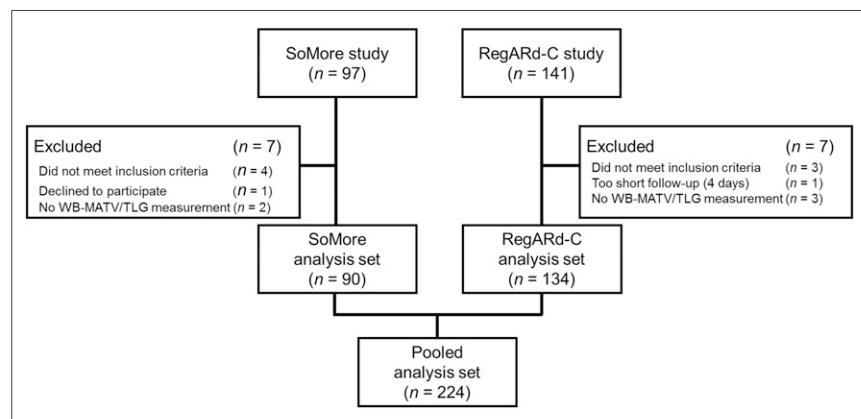 SoMore study
(n = 97)
RegARd-C study
(n = 141)
Excluded (n = 7)
Did not meet inclusion criteria (n = 4)
Declined to participate (n = 1)
No WB-MATV/TLG measurement (n = 2)
Excluded (n = 7)
Did not meet inclusion criteria (n = 3)
Too short follow-up (4 days) (n = 1)
No WB-MATV/TLG measurement (n = 3)
SoMore
analysis set
(n = 90)
RegARd-C
analysis set
(n = 134)
Pooled
analysis set
(n = 224)